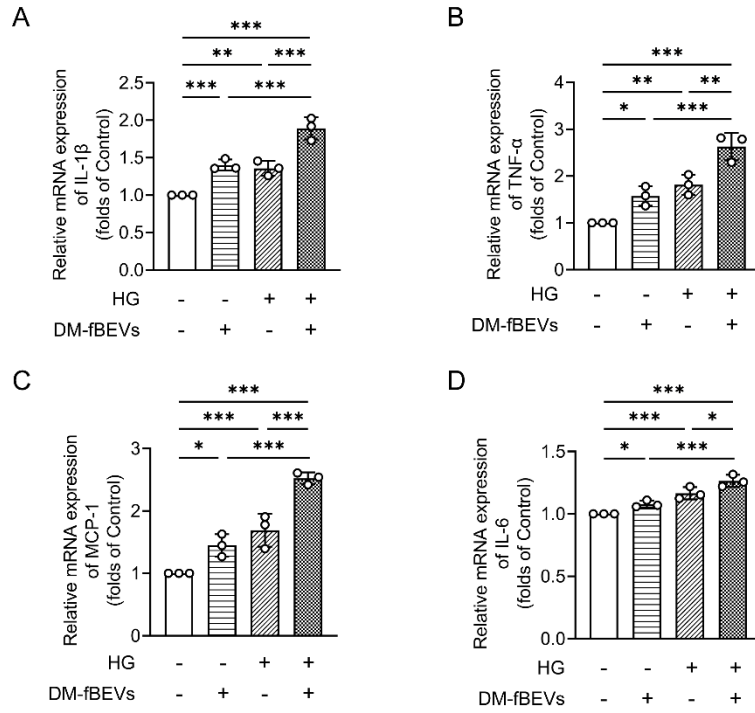 A
Relative mRNA expression
of IL-1β
(folds of Control)
*** 
** ***
*** ***
2.5
2.0
1.5
1.0
0.5
0.0
HG - - + +
DM-fBEVs - + - +
B
Relative mRNA expression
of TNF-α
(folds of Control)
***
** **
* ***
4
3
2
1
0
HG - - + +
DM-fBEVs - + - +
C
Relative mRNA expression
of MCP-1
(folds of Control)
***
*** ***
* ***
3
2
1
0
HG - - + +
DM-fBEVs - + - +
D
Relative mRNA expression
of IL-6
(folds of Control)
***
*** *
* ***
1.5
1.0
0.5
0.0
HG - - + +
DM-fBEVs - + - +